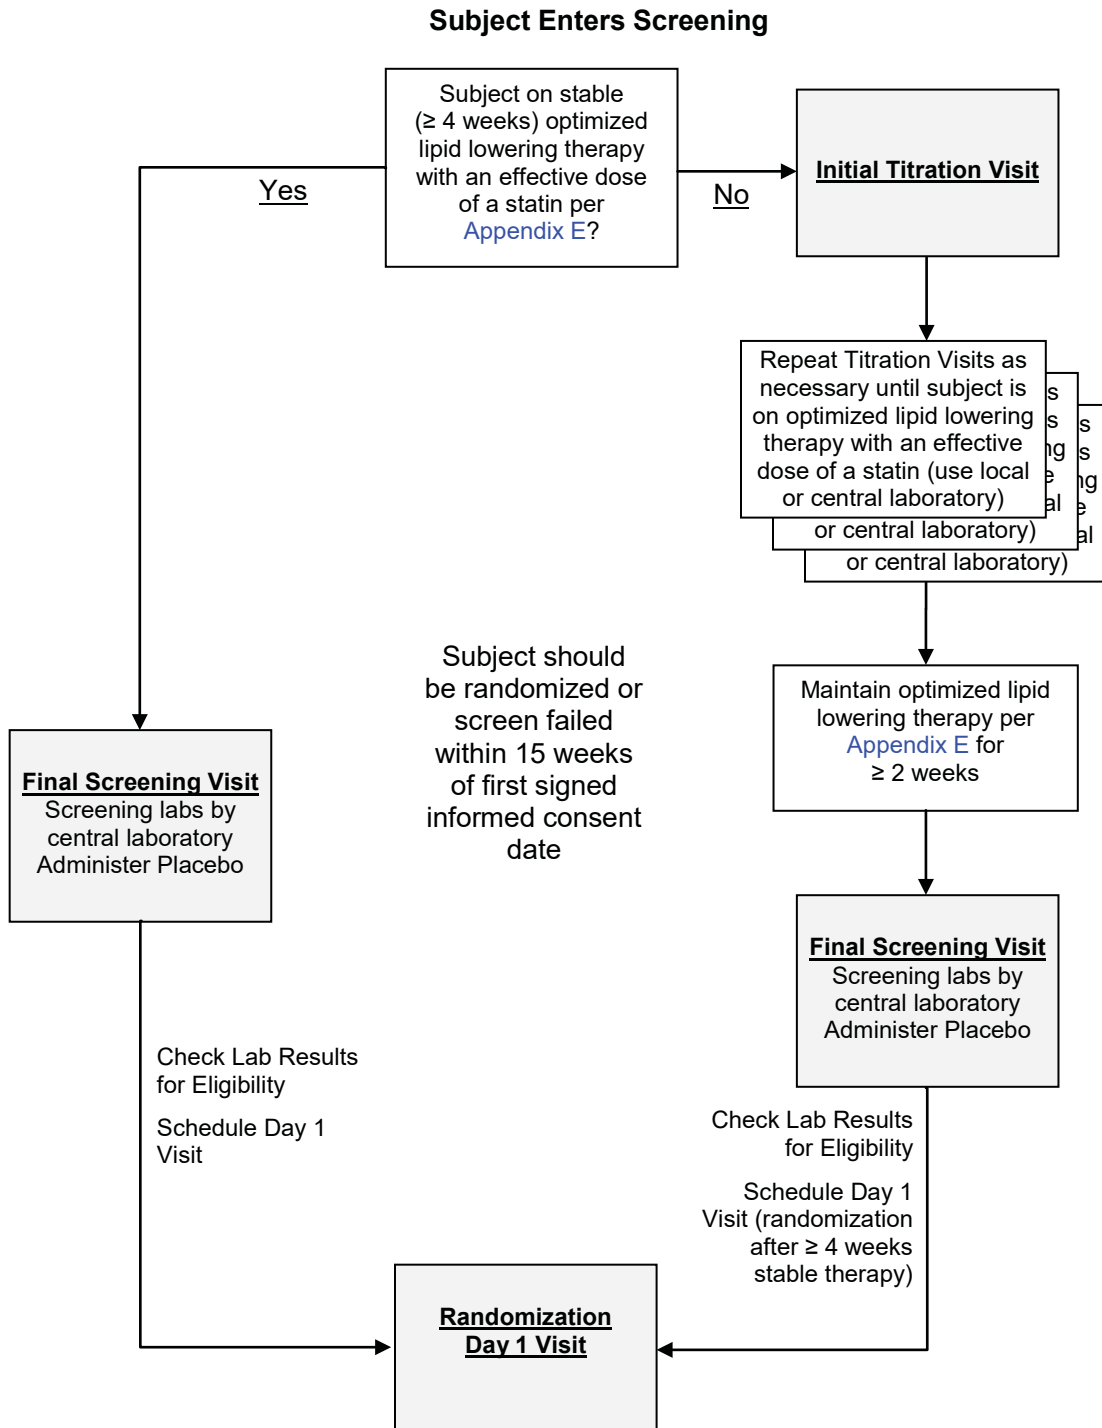 Subject Enters Screening
Subject on stable
(≥ 4 weeks) optimized
lipid lowering therapy
with an effective dose
of a statin per
Appendix E?
Yes
No
Initial Titration Visit
Repeat Titration Visits as
necessary until subject is
on optimized lipid lowering
therapy with an effective
dose of a statin (use local
or central laboratory)
s
s
ng
e
al
or central laboratory)
s
s
ng
e
al
or central laboratory)
Maintain optimized lipid
lowering therapy per
Appendix E for
≥ 2 weeks
Subject should
be randomized or
screen failed
within 15 weeks
of first signed
informed consent
date
Final Screening Visit
Screening labs by
central laboratory
Administer Placebo
Final Screening Visit
Screening labs by
central laboratory
Administer Placebo
Check Lab Results
for Eligibility
Schedule Day 1
Visit
Check Lab Results
for Eligibility
Schedule Day 1
Visit (randomization
after ≥ 4 weeks
stable therapy)
Randomization
Day 1 Visit